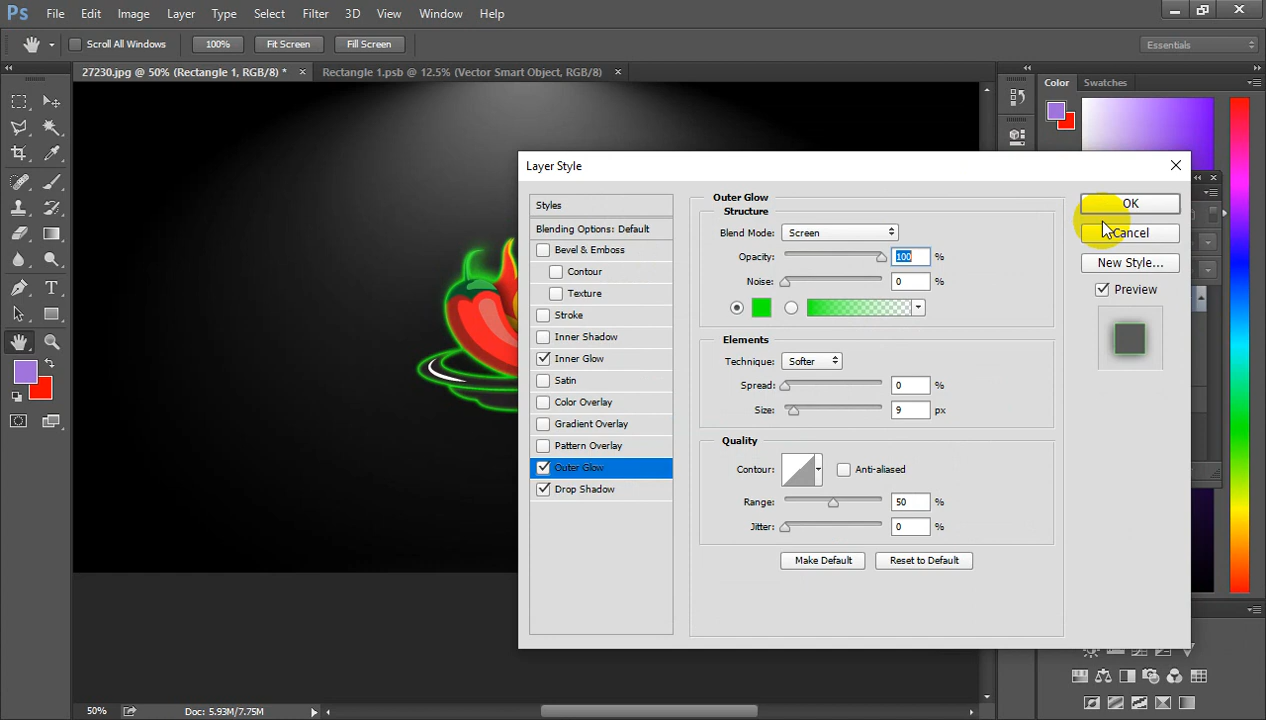 Ps File Edit Image Layer Type Select Filter 3D View Window Help
Scroll All Windows 100% Fit Screen Fill Screen Essentials
27230.jpg @ 50% (Rectangle 1, RGB/8) * × Rectangle 1.psb @ 12.5% (Vector Smart Object, RGB/8) ×
Color Swatches
Layer Style
Styles
Blending Options: Default
Bevel & Emboss
Contour
Texture
Stroke
Inner Shadow
Inner Glow
Satin
Color Overlay
Gradient Overlay
Pattern Overlay
Outer Glow
Drop Shadow
Outer Glow
Structure
Blend Mode: Screen
Opacity: 100 %
Noise: 0 %
Elements
Technique: Softer
Spread: 0 %
Size: 9 px
Quality
Contour: Anti-aliased
Range: 50 %
Jitter: 0 %
Make Default Reset to Default
OK
Cancel
New Style...
Preview
50% Doc: 5.93M/7.75M